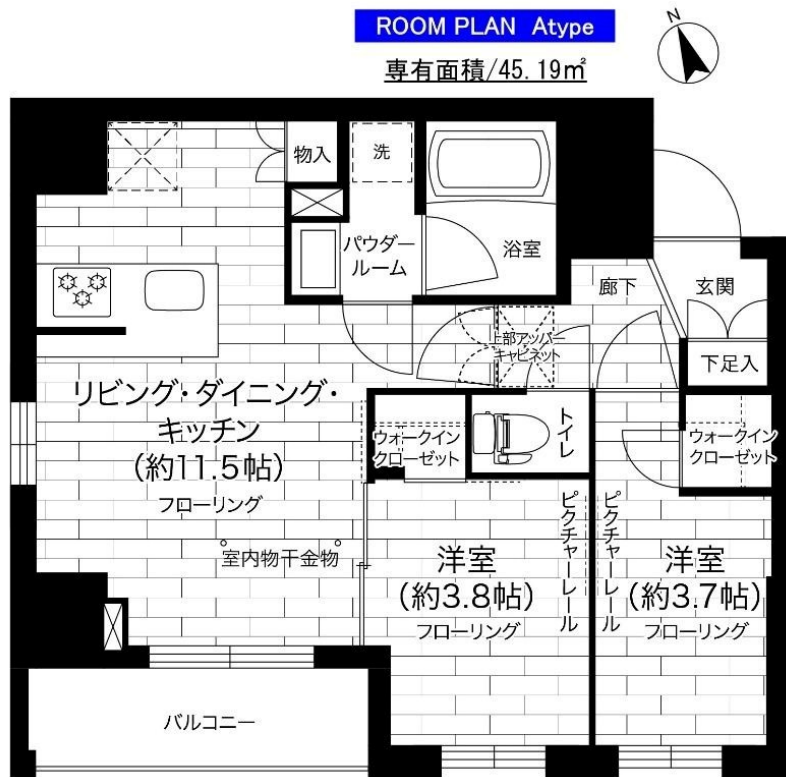 ROOM PLAN Atype
N
専有面積/45.19㎡
物入
洗
パウダー
ルーム
浴室
廊下
玄関
上部アッパー
キャビネット
下足入
リビング・ダイニング・
キッチン
(約11.5帖)
フローリング
ウォークイン
クローゼット
トイレ
ウォークイン
クローゼット
室内物干金物
洋室
(約3.8帖)
フローリング
ピクチャーレール
ピクチャーレール
洋室
(約3.7帖)
フローリング
バルコニー